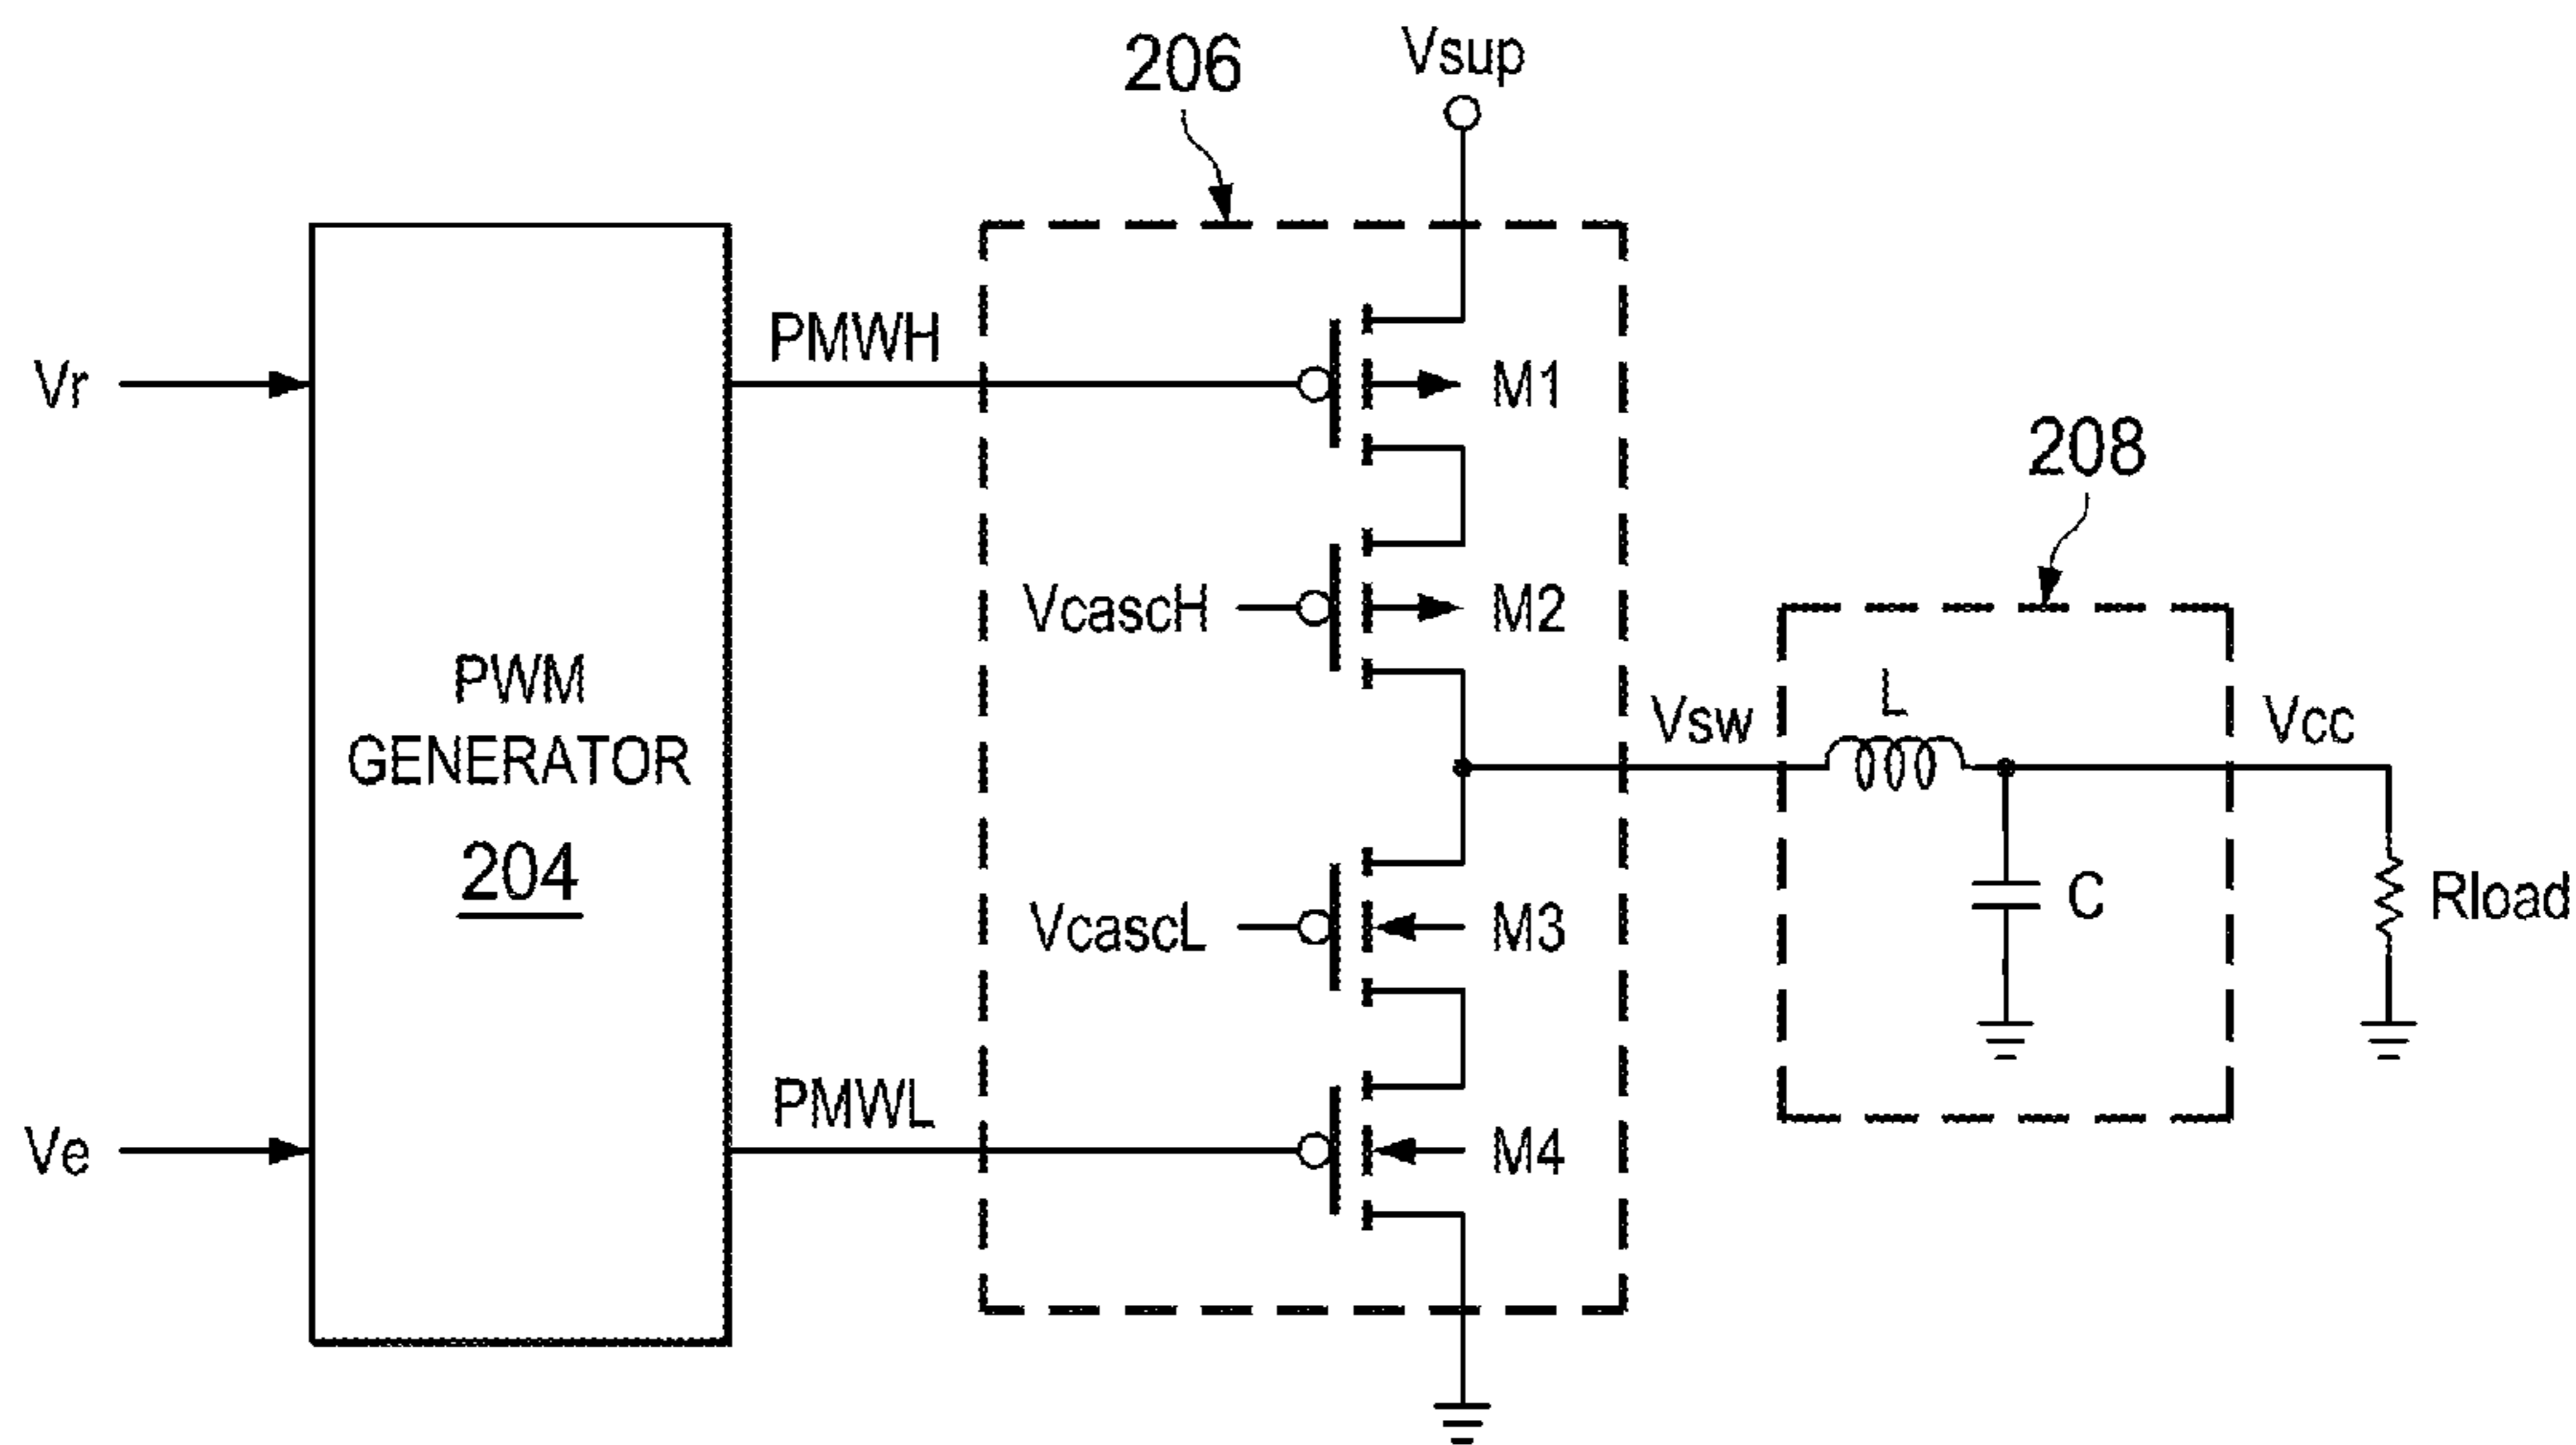 206
Vsup
PMWH
Vr
M1
208
VcascH
M2
PWM
GENERATOR
204
Vsw
L
Vcc
VcascL
M3
C
Rload
PMWL
Ve
M4